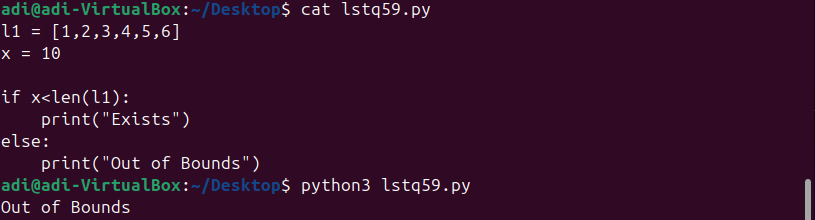 adi@adi-VirtualBox:~/Desktop$ cat lstq59.py
l1 = [1,2,3,4,5,6]
x = 10

if x<len(l1):
    print("Exists")
else:
    print("Out of Bounds")
adi@adi-VirtualBox:~/Desktop$ python3 lstq59.py
Out of Bounds